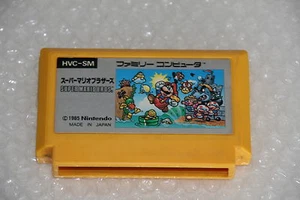 HVC-SM
ファミリー コンピュータ
スーパーマリオブラザーズ
SUPER MARIO BROS.
© 1985 Nintendo
MADE IN JAPAN